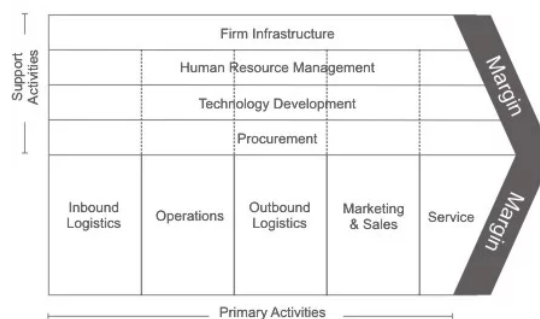 Support
Activities
Firm Infrastructure
Human Resource Management
Technology Development
Procurement
Margin
Inbound
Logistics
Operations
Outbound
Logistics
Marketing
& Sales
Service
Margin
Primary Activities